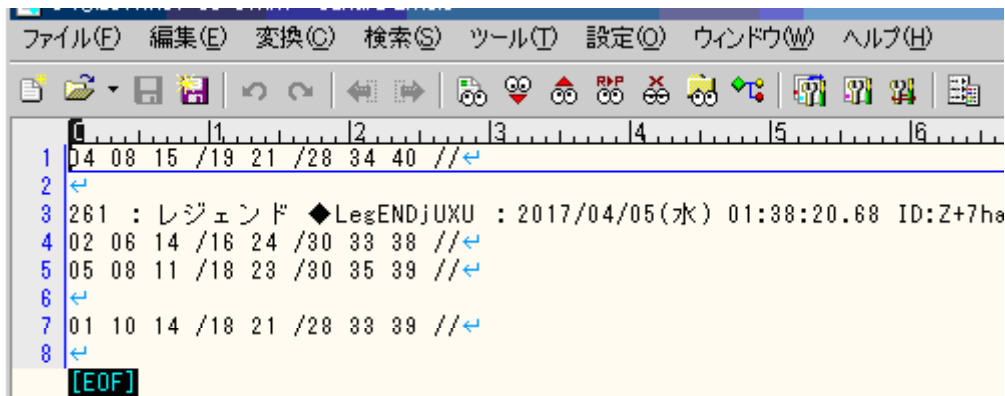 ファイル(F) 編集(E) 変換(C) 検索(S) ツール(T) 設定(O) ウィンドウ(W) ヘルプ(H)
0 1 2 3 4 5 6
1 04 08 15 /19 21 /28 34 40 //↵
2 ↵
3 261 : レジェンド ◆LegENDjUXU : 2017/04/05(水) 01:38:20.68 ID:Z+7ha
4 02 06 14 /16 24 /30 33 38 //↵
5 05 08 11 /18 23 /30 35 39 //↵
6 ↵
7 01 10 14 /18 21 /28 33 39 //↵
8 ↵
[EOF]